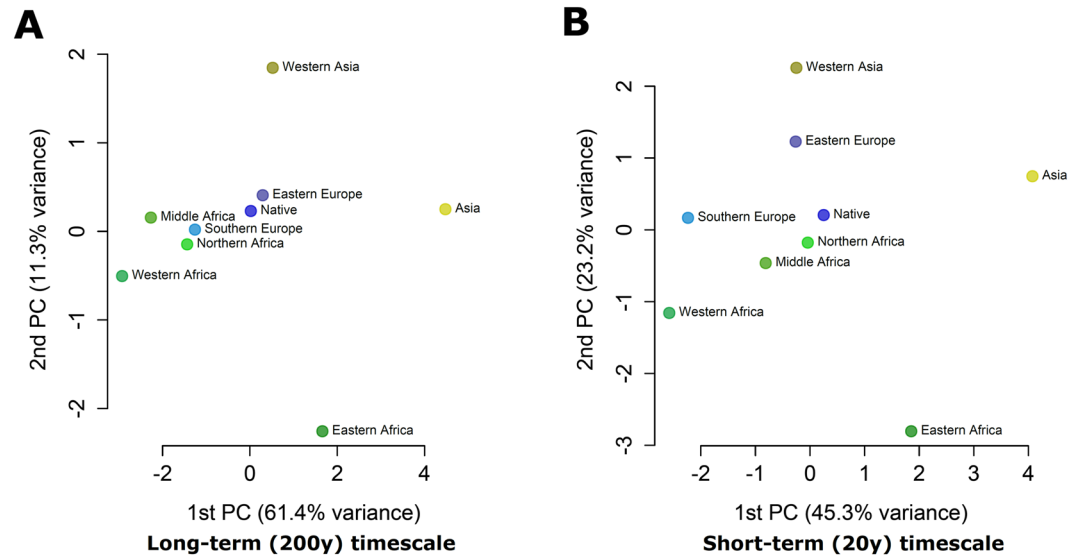 A
2
1
0
-1
-2
2nd PC (11.3% variance)
Western Asia
Eastern Europe
Native
Asia
Middle Africa
Southern Europe
Northern Africa
Western Africa
Eastern Africa
-2
0
2
4
1st PC (61.4% variance)
Long-term (200y) timescale
B
2
1
0
-1
-2
-3
2nd PC (23.2% variance)
Western Asia
Eastern Europe
Asia
Southern Europe
Native
Northern Africa
Middle Africa
Western Africa
Eastern Africa
-2
-1
0
1
2
3
4
1st PC (45.3% variance)
Short-term (20y) timescale